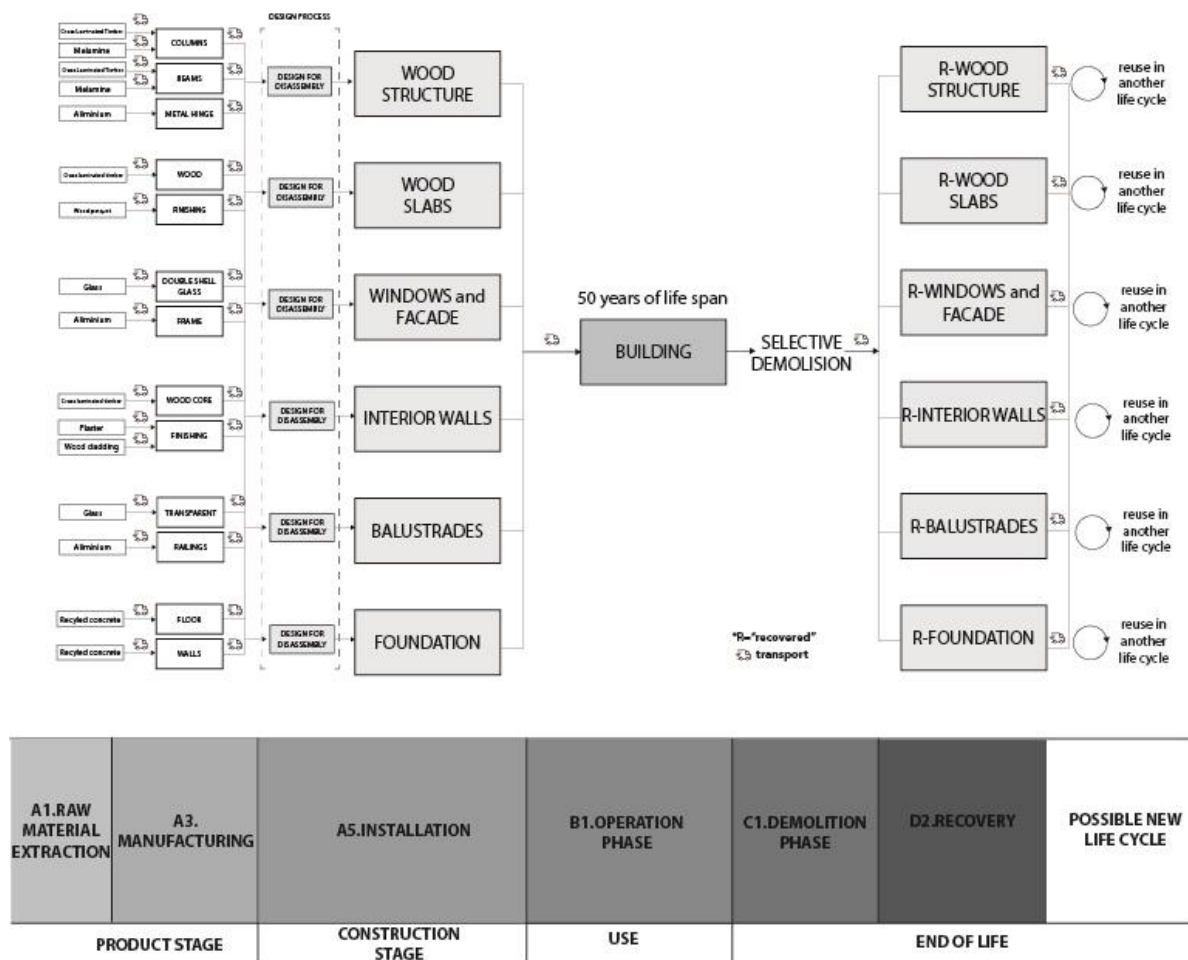 DESIGN PROCESS
Timber
Melamine
Timber
Melamine
Aliminium
COLUMNS
BEAMS
METAL HINGE
DESIGN FOR
DISASSEMBLY
WOOD
STRUCTURE
timber
WOOD
FINISHING
DESIGN FOR
DISASSEMBLY
WOOD
SLABS
Glass
Aliminium
DOUBLE SHELL
GLASS
FRAME
DESIGN FOR
DISASSEMBLY
WINDOWS and
FACADE
timber
Plaster
Wood cladding
WOOD CORE
FINISHING
DESIGN FOR
DISASSEMBLY
INTERIOR WALLS
Glass
Aliminium
TRANSPARENT
RAILINGS
DESIGN FOR
DISASSEMBLY
BALUSTRADES
Recyled concrete
Recyled concrete
FLOOR
WALLS
DESIGN FOR
DISASSEMBLY
FOUNDATION
50 years of life span
BUILDING
SELECTIVE
DEMOLISION
R-WOOD
STRUCTURE
reuse in
another
life cycle
R-WOOD
SLABS
reuse in
another
life cycle
R-WINDOWS and
FACADE
reuse in
another
life cycle
R-INTERIOR WALLS
reuse in
another
life cycle
R-BALUSTRADES
reuse in
another
life cycle
R-FOUNDATION
reuse in
another
life cycle
"R="recovered"
transport
A1.RAW
MATERIAL
EXTRACTION
A3.
MANUFACTURING
A5.INSTALLATION
B1.OPERATION
PHASE
C1.DEMOLITION
PHASE
D2.RECOVERY
POSSIBLE NEW
LIFE CYCLE
PRODUCT STAGE
CONSTRUCTION
STAGE
USE
END OF LIFE